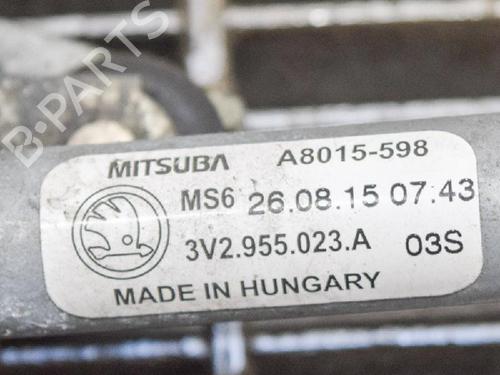 B-PARTS
MITSUBA A8015-598
MS6 26.08.15 07.43
3V2.955.023.A 03S
MADE IN HUNGARY